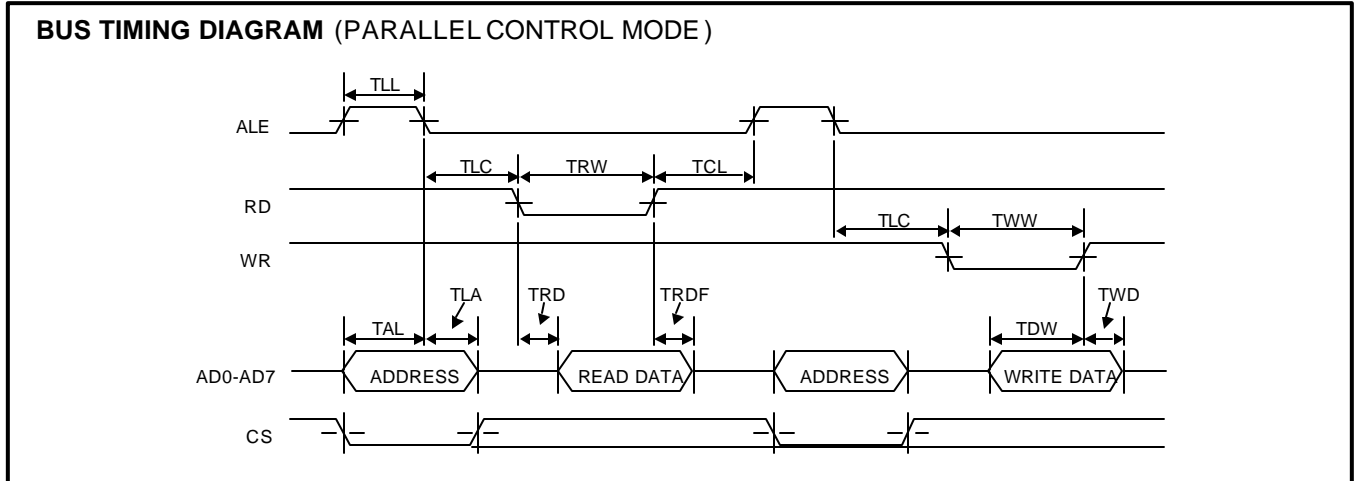 BUS TIMING DIAGRAM (PARALLEL CONTROL MODE)
TLL
ALE
TLC TRW TCL
RD
TLC TWW
WR
TLA TRD TRDF TWD
TAL TDW
AD0-AD7 ADDRESS READ DATA ADDRESS WRITE DATA
CS